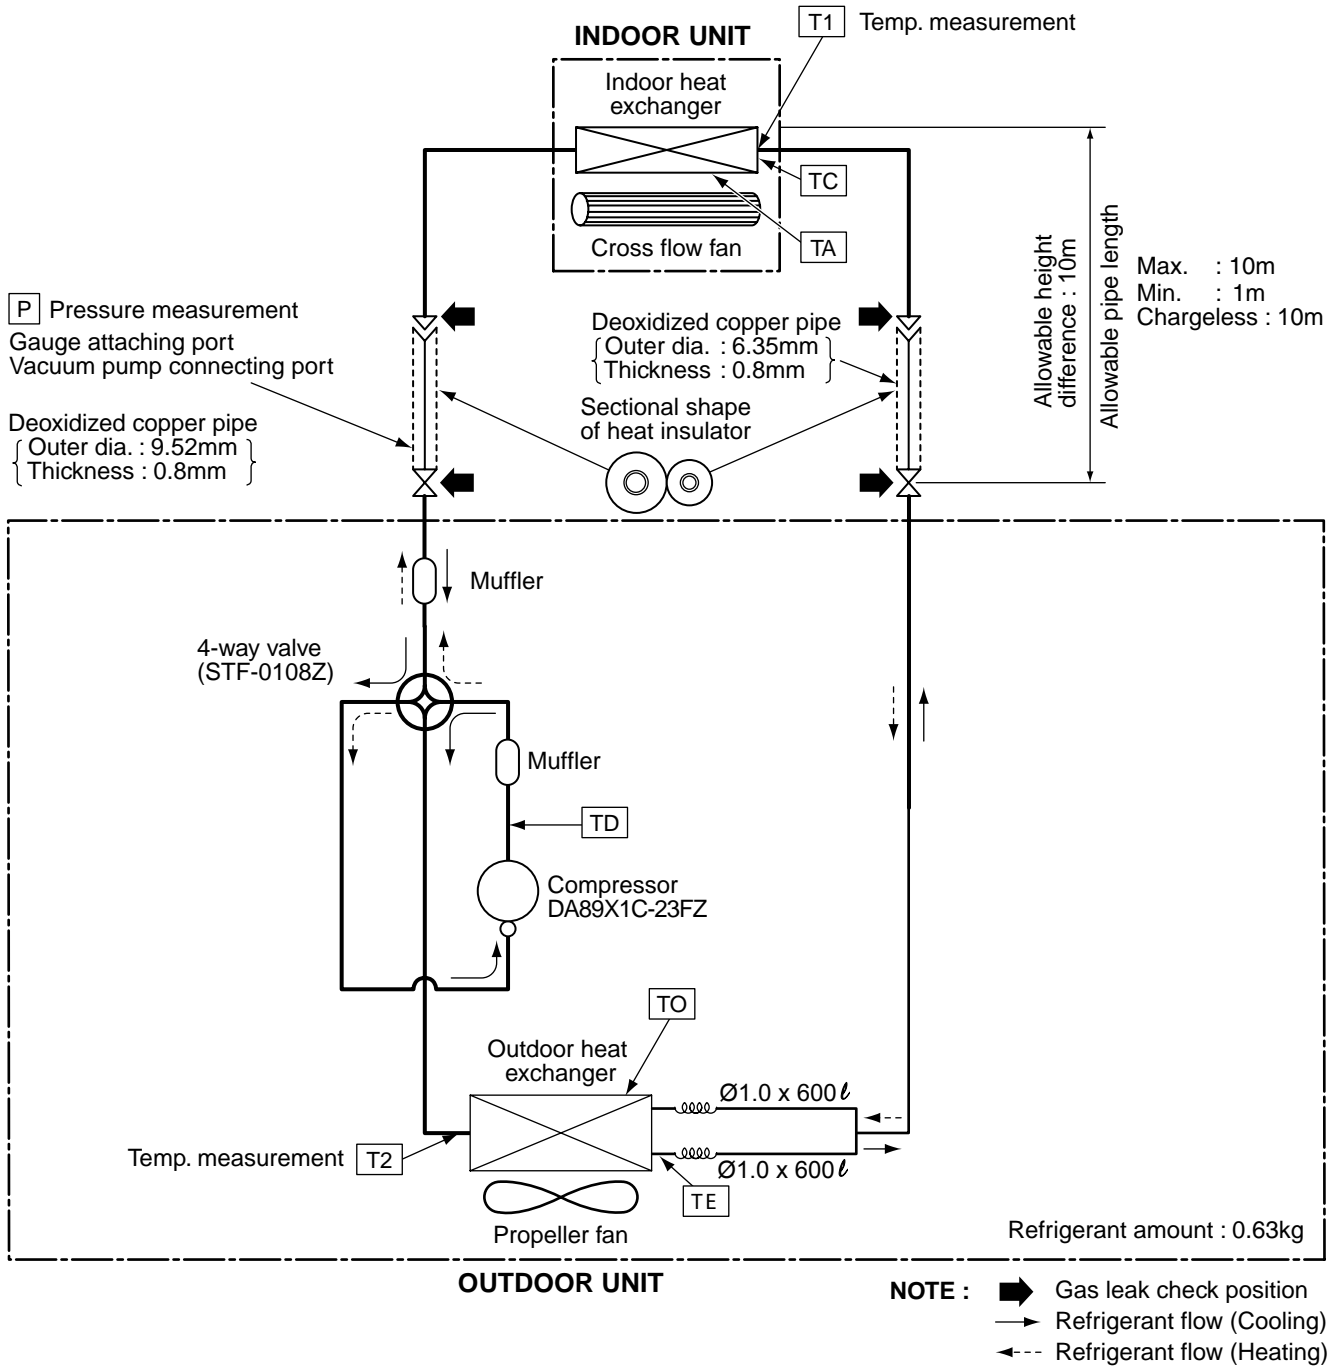 T1 Temp. measurement
INDOOR UNIT
Indoor heat
exchanger
TC
Cross flow fan
TA
Allowable height
difference : 10m
Allowable pipe length
Max. : 10m
Min. : 1m
Chargeless : 10m
P Pressure measurement
Gauge attaching port
Vacuum pump connecting port
Deoxidized copper pipe
Outer dia. : 9.52mm
Thickness : 0.8mm
Deoxidized copper pipe
Outer dia. : 6.35mm
Thickness : 0.8mm
Sectional shape
of heat insulator
Muffler
4-way valve
(STF-0108Z)
Muffler
TD
Compressor
DA89X1C-23FZ
TO
Outdoor heat
exchanger
Ø1.0 x 600ℓ
Temp. measurement T2
Ø1.0 x 600ℓ
TE
Propeller fan
Refrigerant amount : 0.63kg
OUTDOOR UNIT
NOTE : Gas leak check position
Refrigerant flow (Cooling)
Refrigerant flow (Heating)